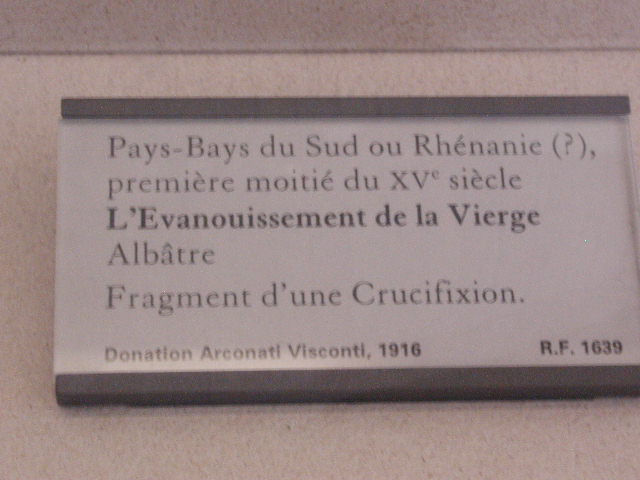 Pays-Bays du Sud ou Rhénanie (?),
première moitié du XVe siècle
L'Evanouissement de la Vierge
Albâtre
Fragment d'une Crucifixion.
Donation Arconati Visconti, 1916 R.F. 1639